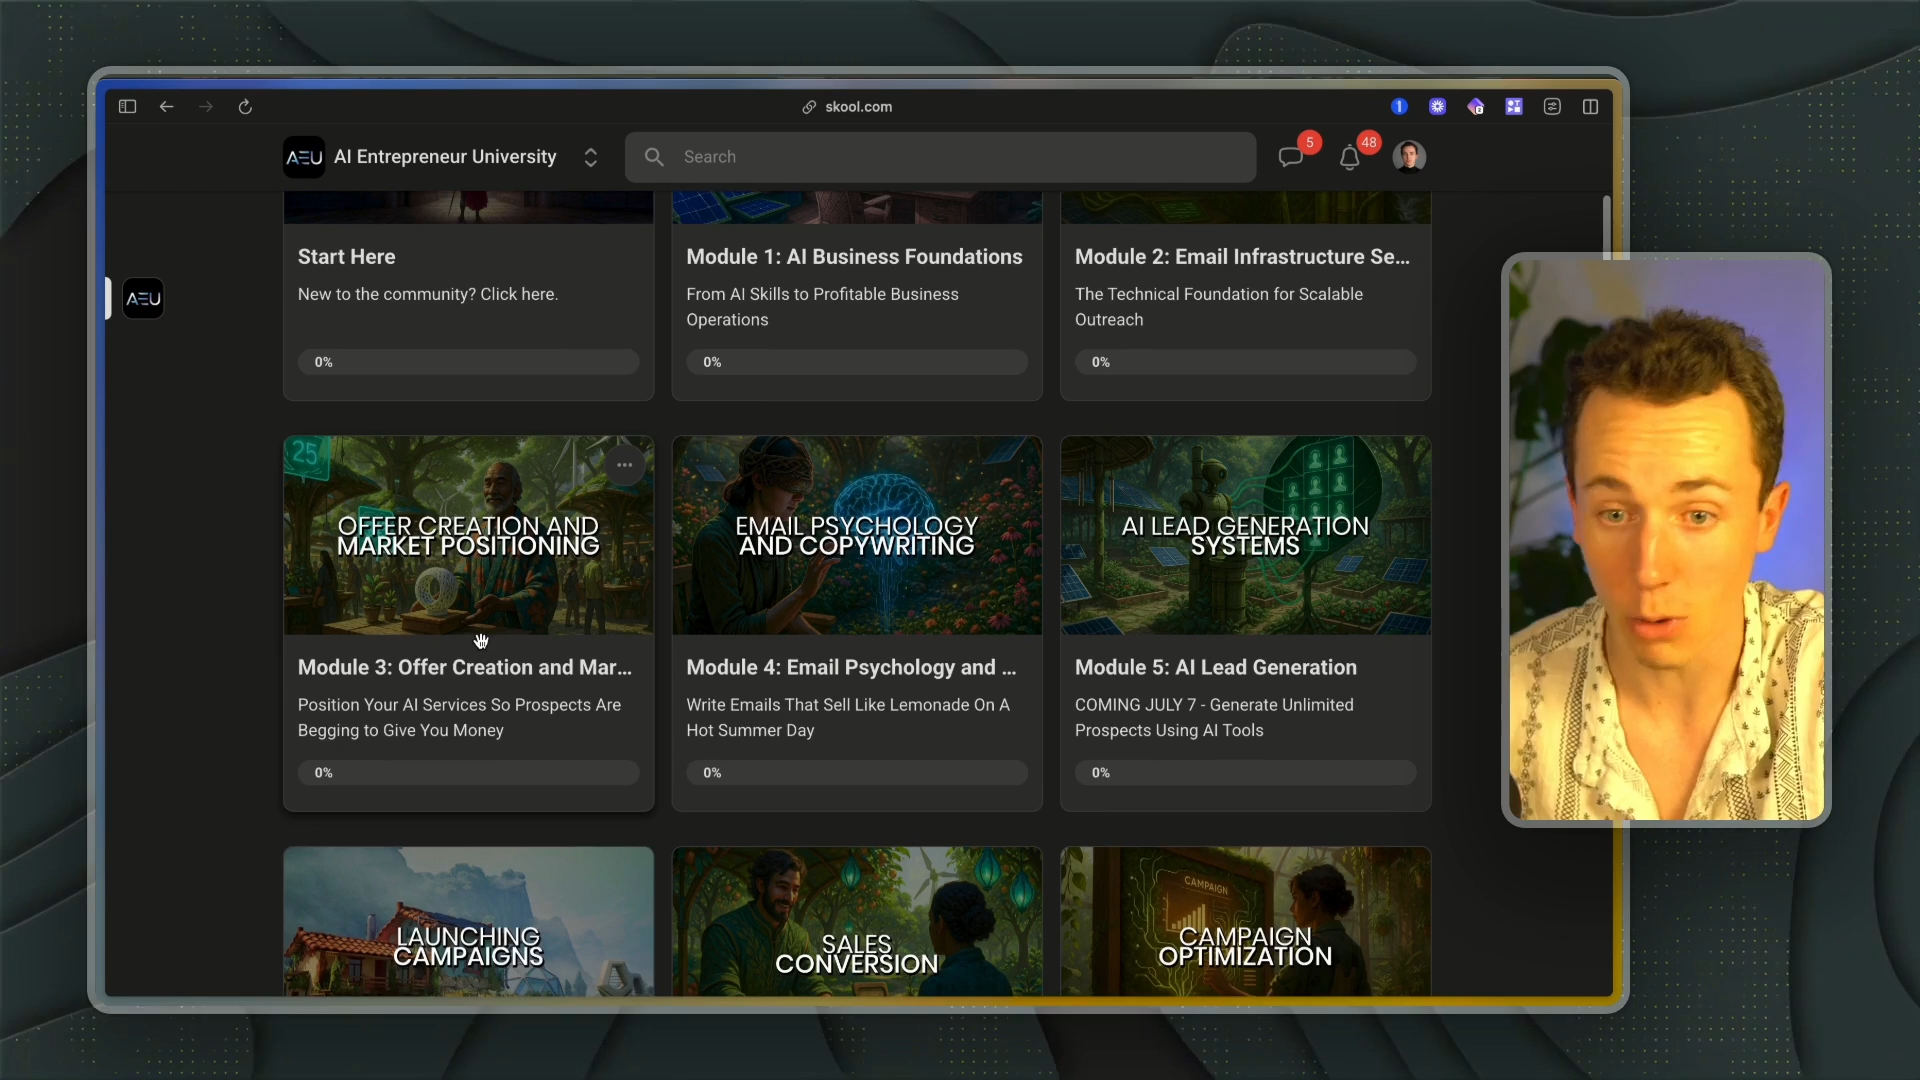 skool.com
AEU AI Entrepreneur University
Search
5
48
AEU
Start Here
New to the community? Click here.
0%
Module 1: AI Business Foundations
From AI Skills to Profitable Business
Operations
0%
Module 2: Email Infrastructure Se...
The Technical Foundation for Scalable
Outreach
0%
25
OFFER CREATION AND
MARKET POSITIONING
Module 3: Offer Creation and Mar...
Position Your AI Services So Prospects Are
Begging to Give You Money
0%
EMAIL PSYCHOLOGY
AND COPYWRITING
Module 4: Email Psychology and ...
Write Emails That Sell Like Lemonade On A
Hot Summer Day
0%
AI LEAD GENERATION
SYSTEMS
Module 5: AI Lead Generation
COMING JULY 7 - Generate Unlimited
Prospects Using AI Tools
0%
LAUNCHING
CAMPAIGNS
SALES
CONVERSION
CAMPAIGN
CAMPAIGN
OPTIMIZATION